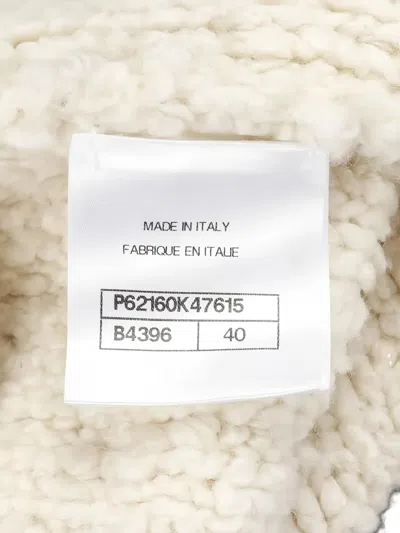 MADE IN ITALY
FABRIQUE EN ITALIE
P62160K47615
B4396 40